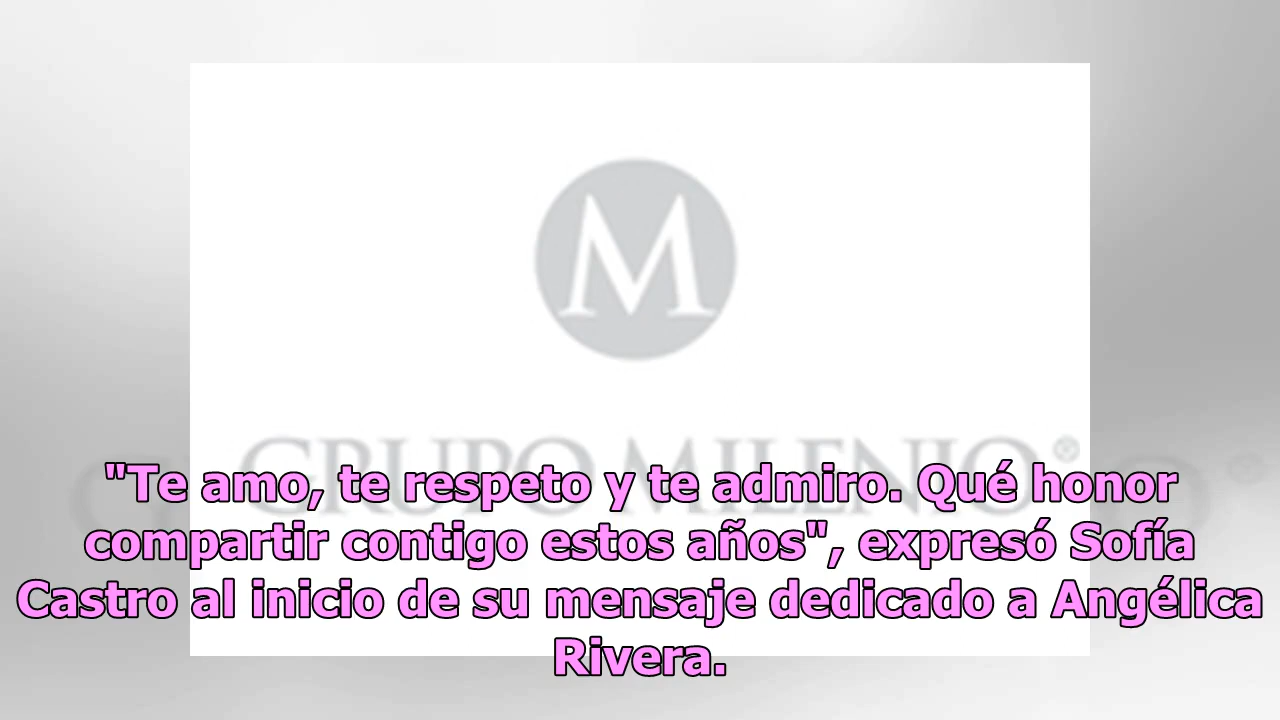 M
GRUPO MILENIO®
"Te amo, te respeto y te admiro. Qué honor
compartir contigo estos años", expresó Sofía
Castro al inicio de su mensaje dedicado a Angélica
Rivera.